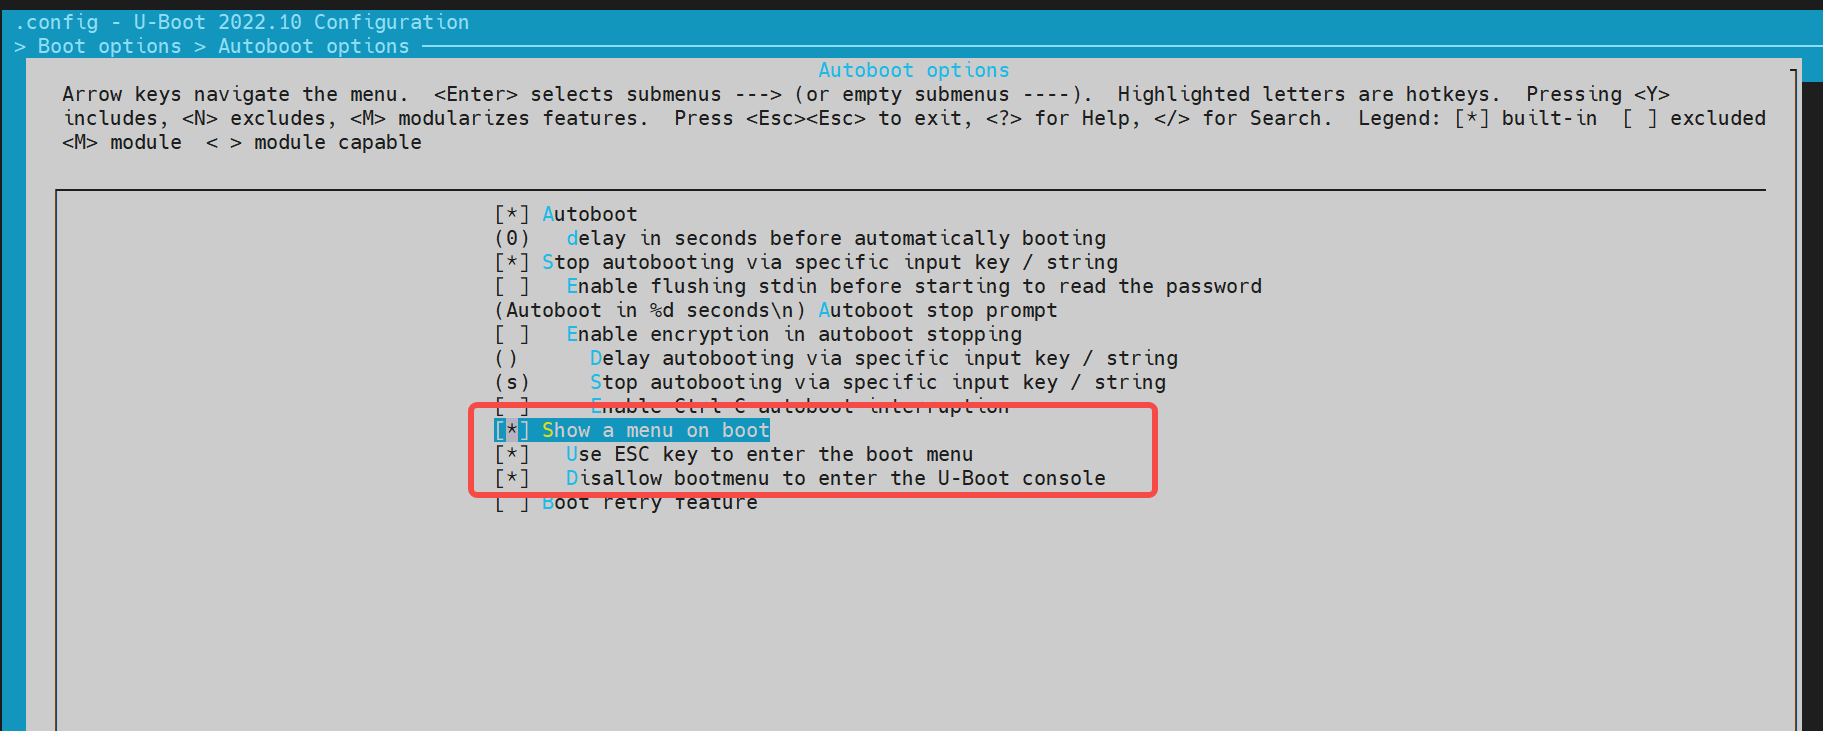 .config - U-Boot 2022.10 Configuration
> Boot options > Autoboot options
Autoboot options
Arrow keys navigate the menu.  <Enter> selects submenus ---> (or empty submenus ----).  Highlighted letters are hotkeys.  Pressing <Y>
includes, <N> excludes, <M> modularizes features.  Press <Esc><Esc> to exit, <?> for Help, </> for Search.  Legend: [*] built-in  [ ] excluded
<M> module  < > module capable
[*] Autoboot
(0)   delay in seconds before automatically booting
[*] Stop autobooting via specific input key / string
[ ]   Enable flushing stdin before starting to read the password
(Autoboot in %d seconds\n) Autoboot stop prompt
[ ]   Enable encryption in autoboot stopping
()      Delay autobooting via specific input key / string
(s)     Stop autobooting via specific input key / string
[ ]     Enable Ctrl-C autoboot interruption
[*] Show a menu on boot
[*]   Use ESC key to enter the boot menu
[*]   Disallow bootmenu to enter the U-Boot console
[ ] Boot retry feature